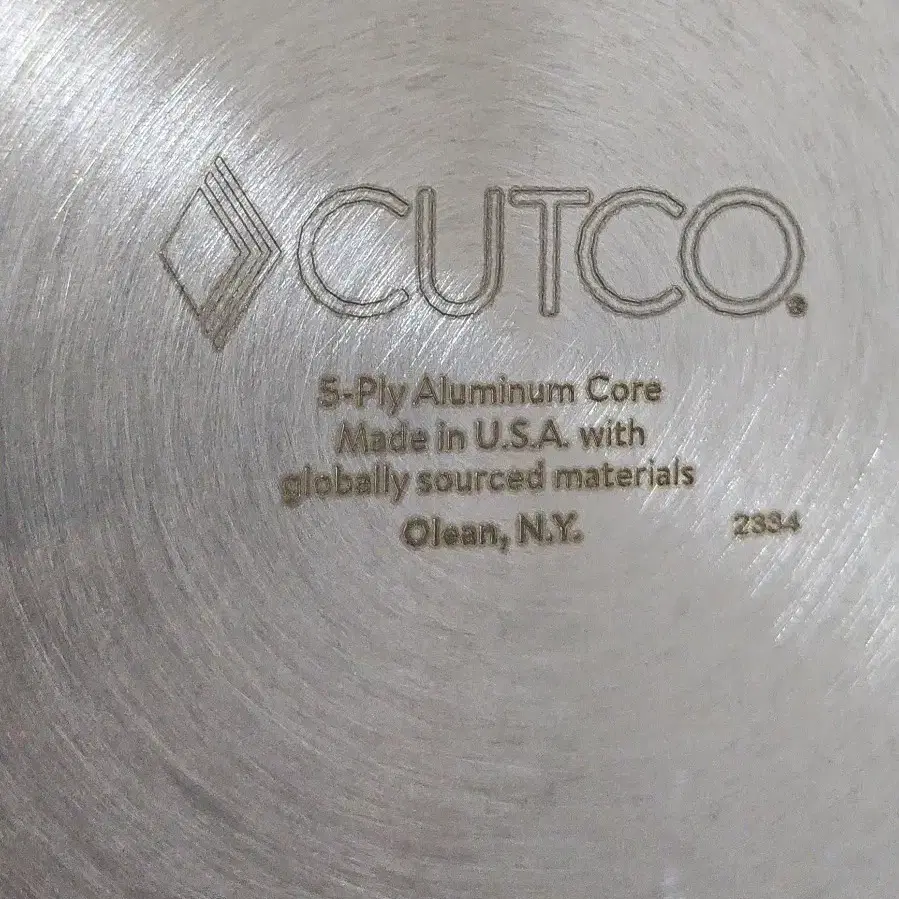 CUTCO®
5-Ply Aluminum Core
Made in U.S.A. with
globally sourced materials
Olean, N.Y.
2334